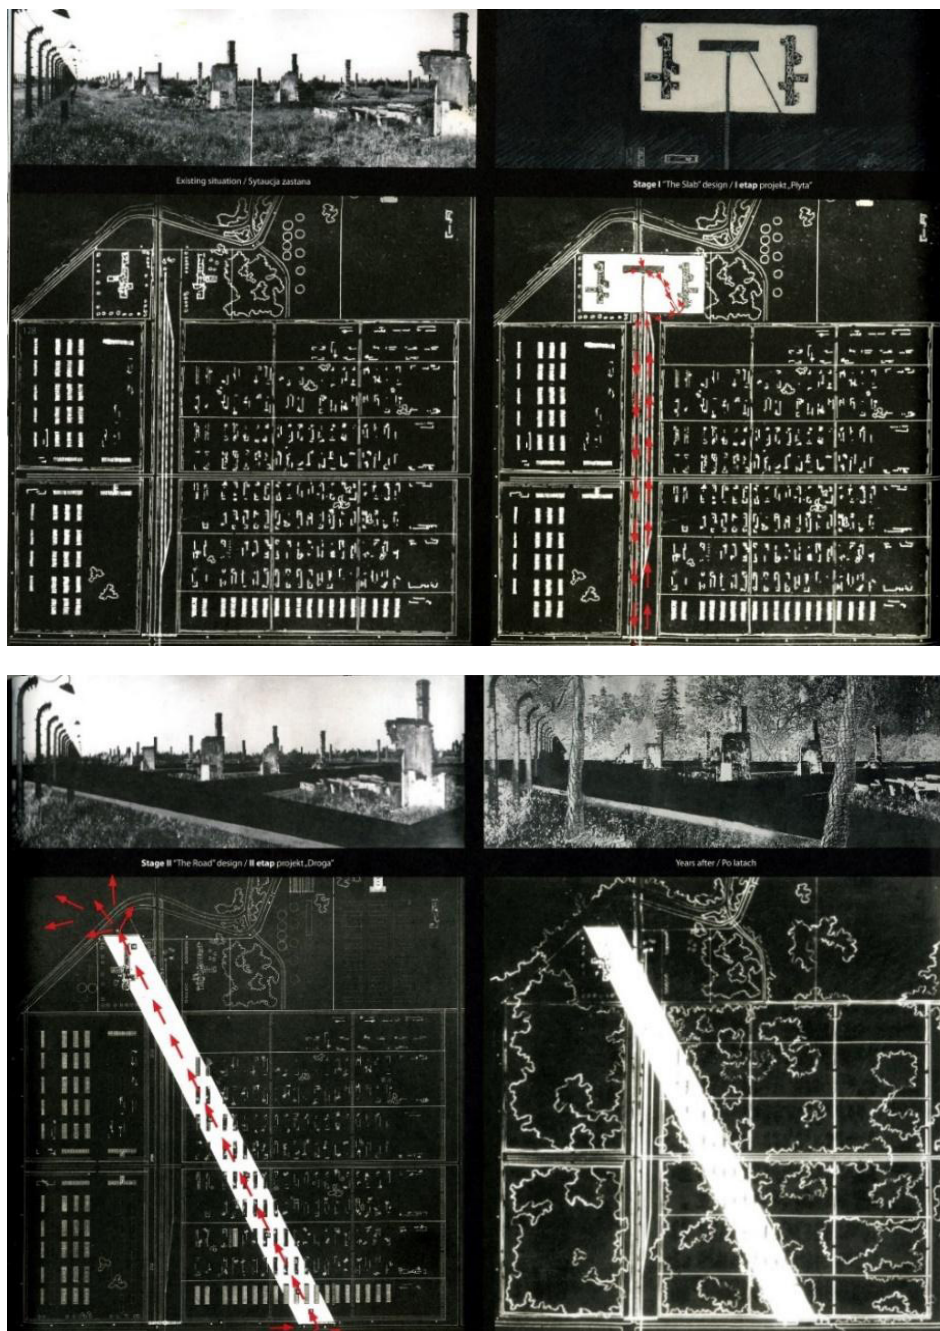 Existing situation / Sytaucja zastana
Stage I "The Slab" design / I etap projekt „Płyta"
Stage II "The Road" design / II etap projekt „Droga"
Years after / Po latach